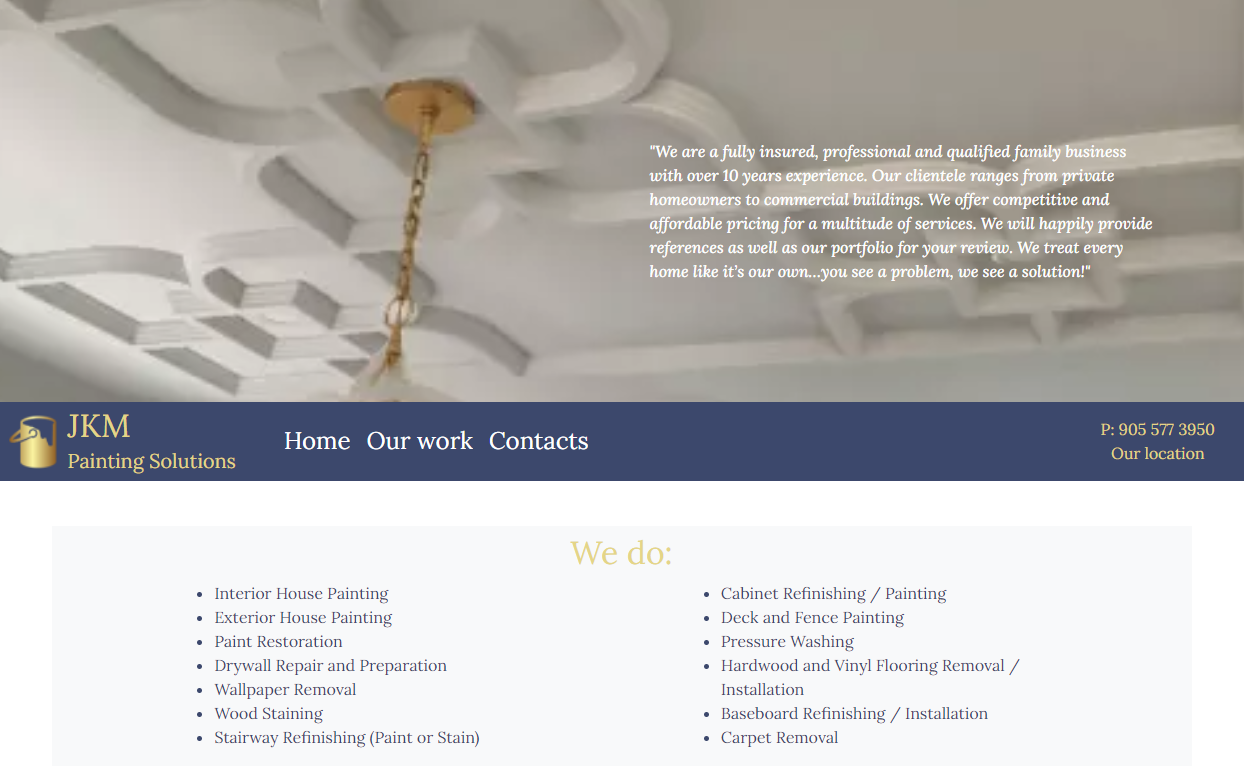 "We are a fully insured, professional and qualified family business
with over 10 years experience. Our clientele ranges from private
homeowners to commercial buildings. We offer competitive and
affordable pricing for a multitude of services. We will happily provide
references as well as our portfolio for your review. We treat every
home like it's our own...you see a problem, we see a solution!"
JKM
Painting Solutions
Home Our work Contacts
P: 905 577 3950
Our location
We do:
Interior House Painting
Exterior House Painting
Paint Restoration
Drywall Repair and Preparation
Wallpaper Removal
Wood Staining
Stairway Refinishing (Paint or Stain)
Cabinet Refinishing / Painting
Deck and Fence Painting
Pressure Washing
Hardwood and Vinyl Flooring Removal /
Installation
Baseboard Refinishing / Installation
Carpet Removal